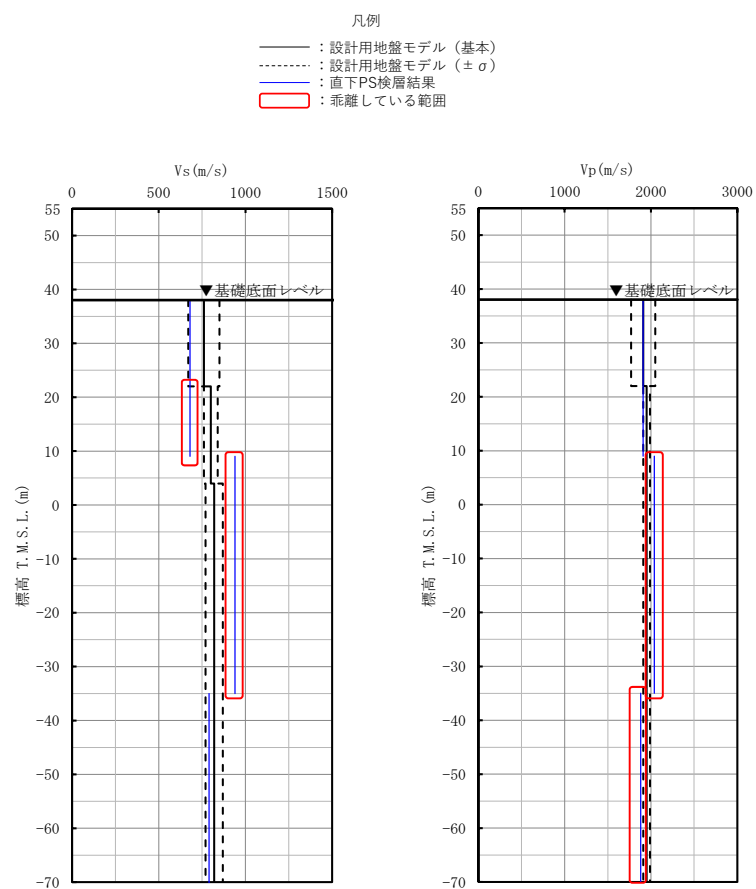 凡例
:設計用地盤モデル(基本)
:設計用地盤モデル(±σ)
:直下PS検層結果
:乖離している範囲
Vs(m/s)
0 500 1000 1500
55
50
40
30
20
10
0
-10
-20
-30
-40
-50
-60
-70
標高 T.M.S.L.(m)
▼基礎底面レベル
Vp(m/s)
0 1000 2000 3000
55
50
40
30
20
10
0
-10
-20
-30
-40
-50
-60
-70
標高 T.M.S.L.(m)
▼基礎底面レベル